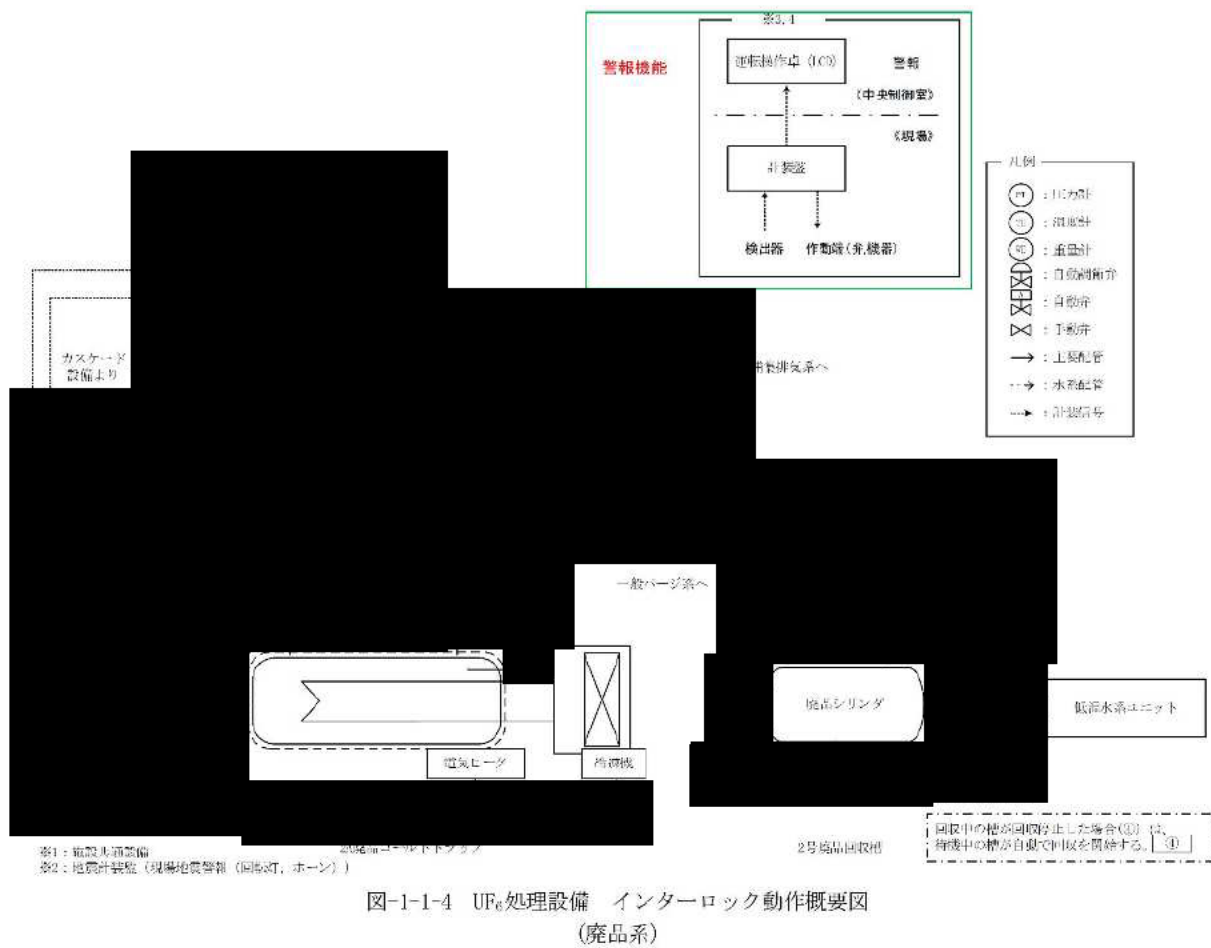 ※3,4
警報機能
運転操作卓（LCD）
警報
《中央制御室》
《現場》
計装盤
検出器
作動端（弁,機器）
凡例
：圧力計
：温度計
：重量計
：自動調節弁
：自動弁
：手動弁
：主要配管
：水系配管
：計装信号
カスケード
設備より
排気系へ
一般パージ系へ
廃品シリンダ
低温水系ユニット
電気ヒータ
冷凍機
2号廃品回収槽
回収中の槽が回収停止した場合(④）は、
待機中の槽が自動で回収を開始する。 ④
※1：施設共通設備
※2：地震計装盤（現場地震警報（回転灯，ホーン））
図-1-1-4　UF₆処理設備　インターロック動作概要図
（廃品系）